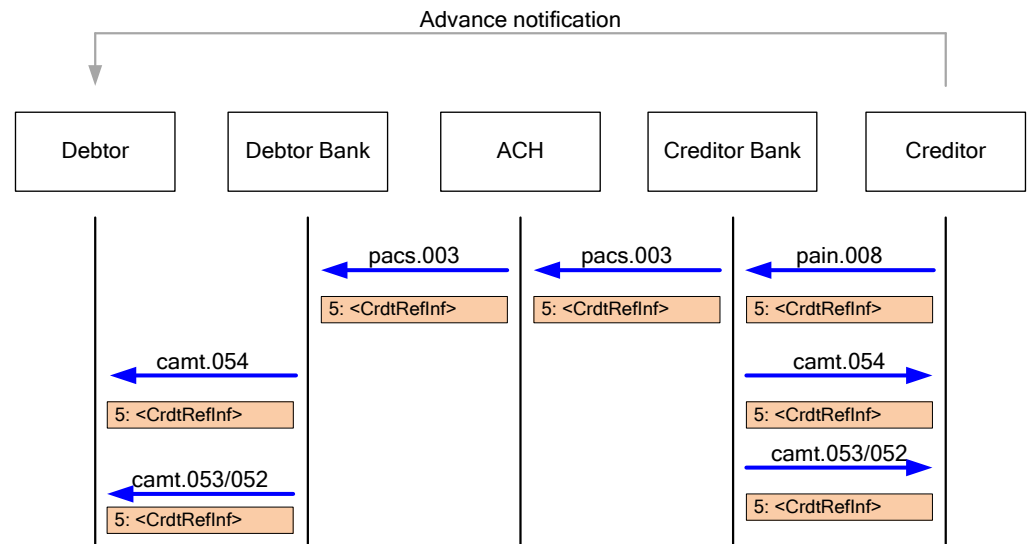 Advance notification
Debtor
Debtor Bank
ACH
Creditor Bank
Creditor
pacs.003
pacs.003
pain.008
5: <CrdtRefInf>
5: <CrdtRefInf>
5: <CrdtRefInf>
camt.054
camt.054
5: <CrdtRefInf>
5: <CrdtRefInf>
camt.053/052
camt.053/052
5: <CrdtRefInf>
5: <CrdtRefInf>